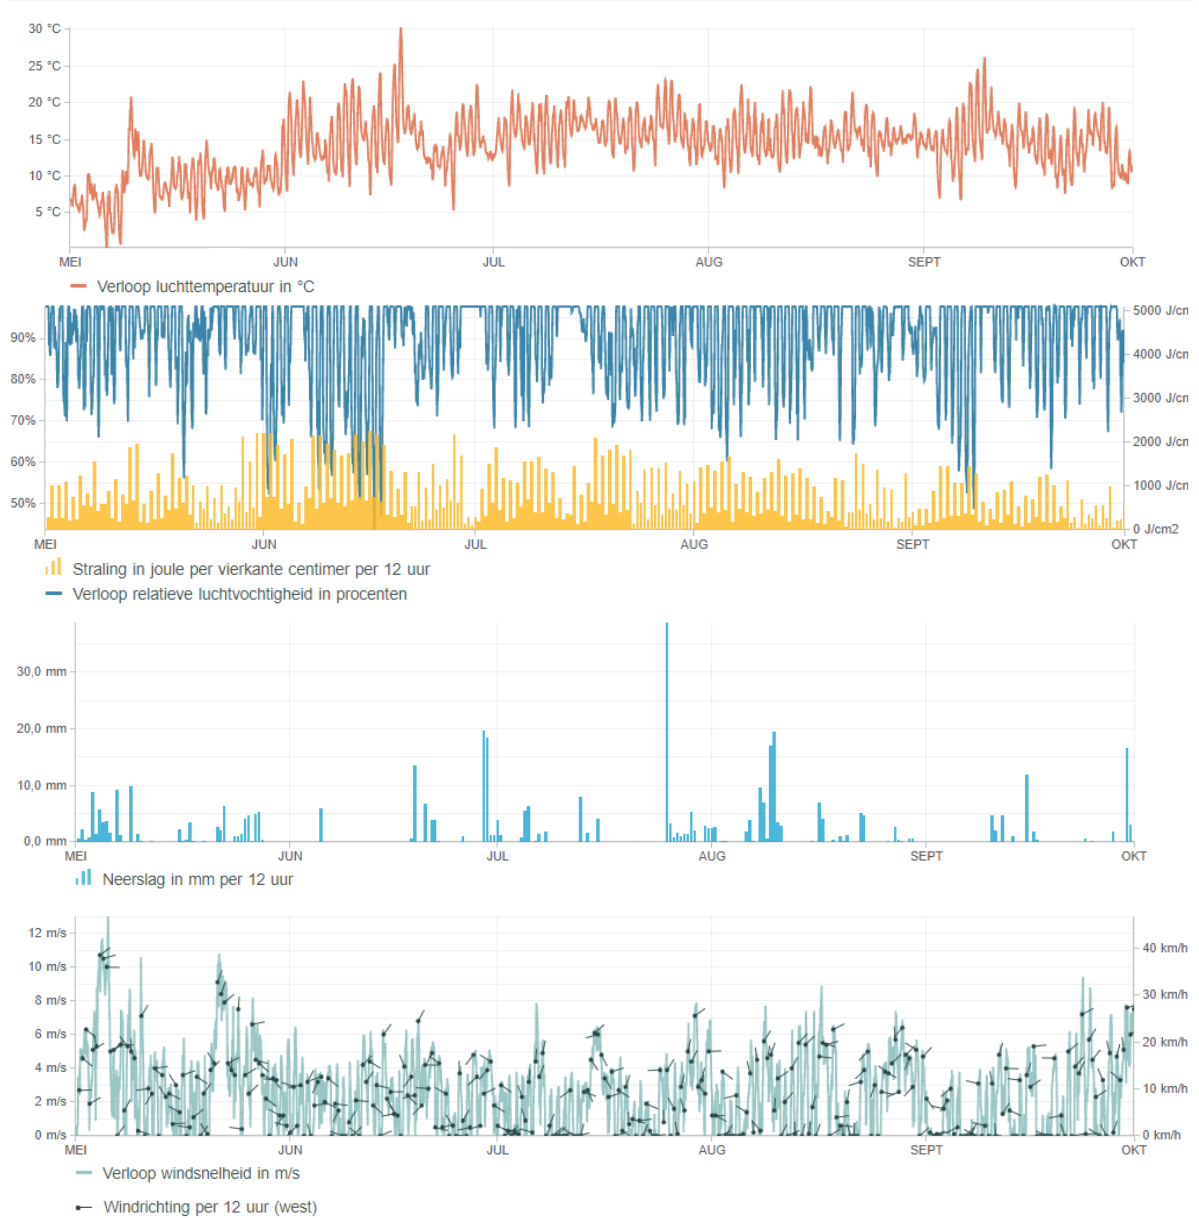 30 °C
25 °C
20 °C
15 °C
10 °C
5 °C
MEI JUN JUL AUG SEPT OKT
Verloop luchttemperatuur in °C
90%
80%
70%
60%
50%
5000 J/cm
4000 J/cm
3000 J/cm
2000 J/cm
1000 J/cm
0 J/cm2
MEI JUN JUL AUG SEPT OKT
Straling in joule per vierkante centimer per 12 uur
Verloop relatieve luchtvochtigheid in procenten
30,0 mm
20,0 mm
10,0 mm
0,0 mm
MEI JUN JUL AUG SEPT OKT
Neerslag in mm per 12 uur
12 m/s
10 m/s
8 m/s
6 m/s
4 m/s
2 m/s
0 m/s
40 km/h
30 km/h
20 km/h
10 km/h
0 km/h
MEI JUN JUL AUG SEPT OKT
Verloop windsnelheid in m/s
Windrichting per 12 uur (west)